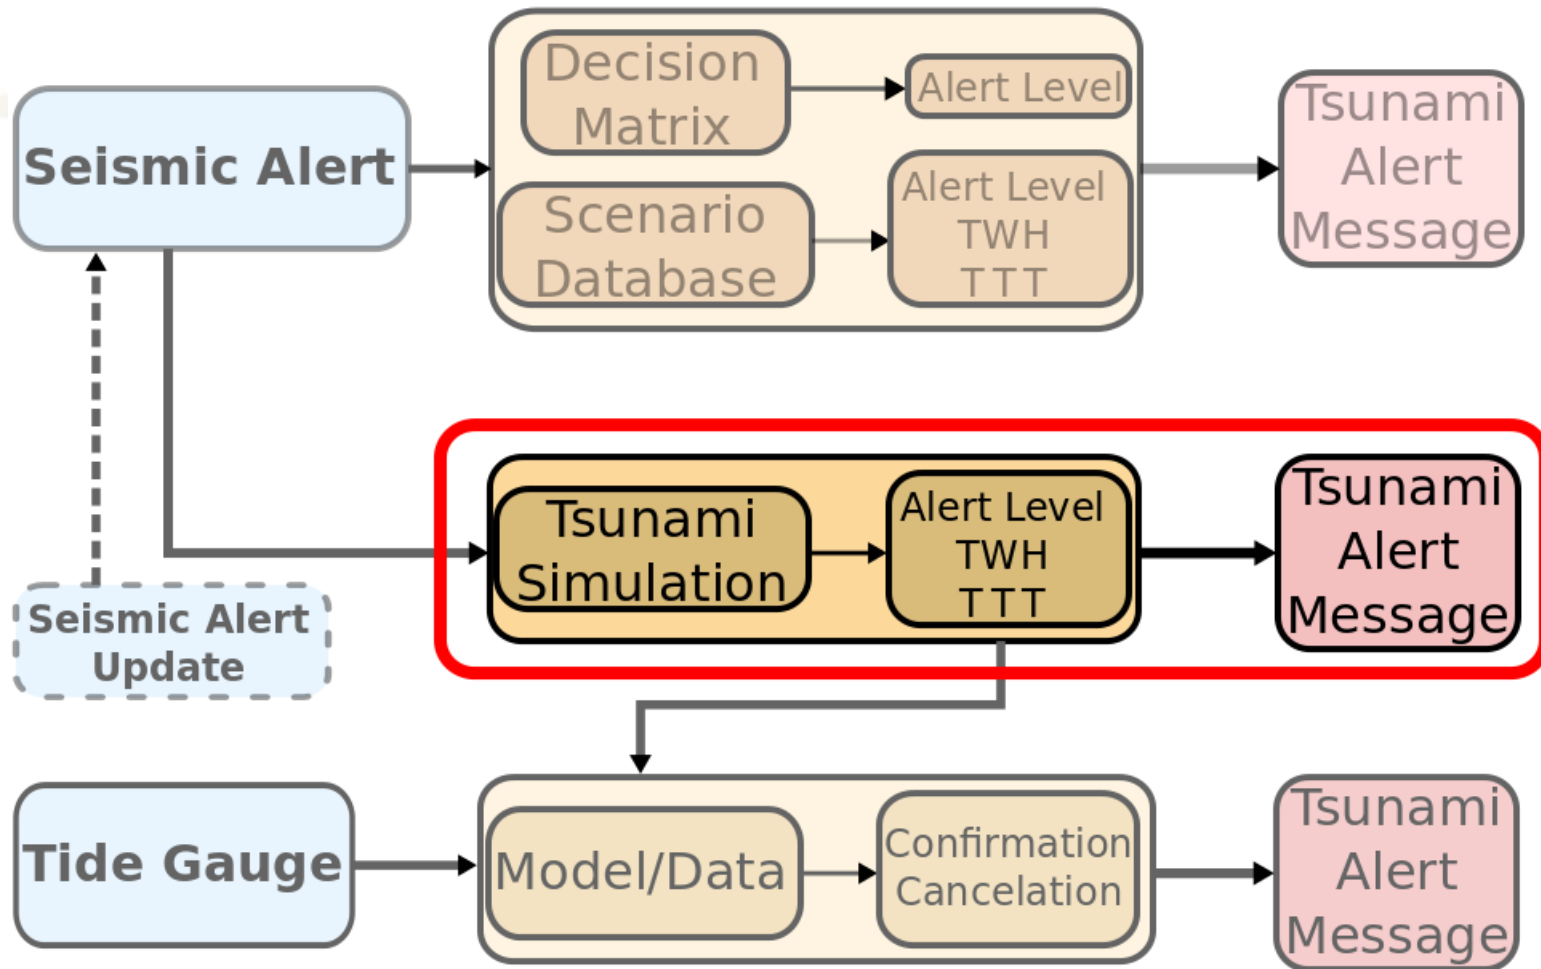 Decision
Matrix
Alert Level
Seismic Alert
Scenario
Database
Alert Level
TWH
TTT
Tsunami
Alert
Message
Tsunami
Simulation
Alert Level
TWH
TTT
Tsunami
Alert
Message
Seismic Alert
Update
Tide Gauge
Model/Data
Confirmation
Cancelation
Tsunami
Alert
Message